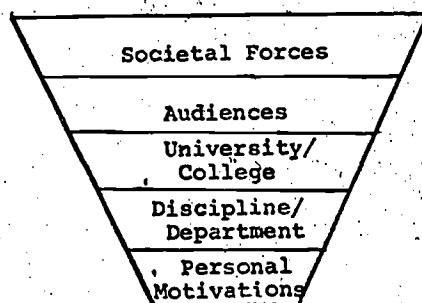 Societal Forces
Audiences
University/
College
Discipline/
Department
Personal
Motivations